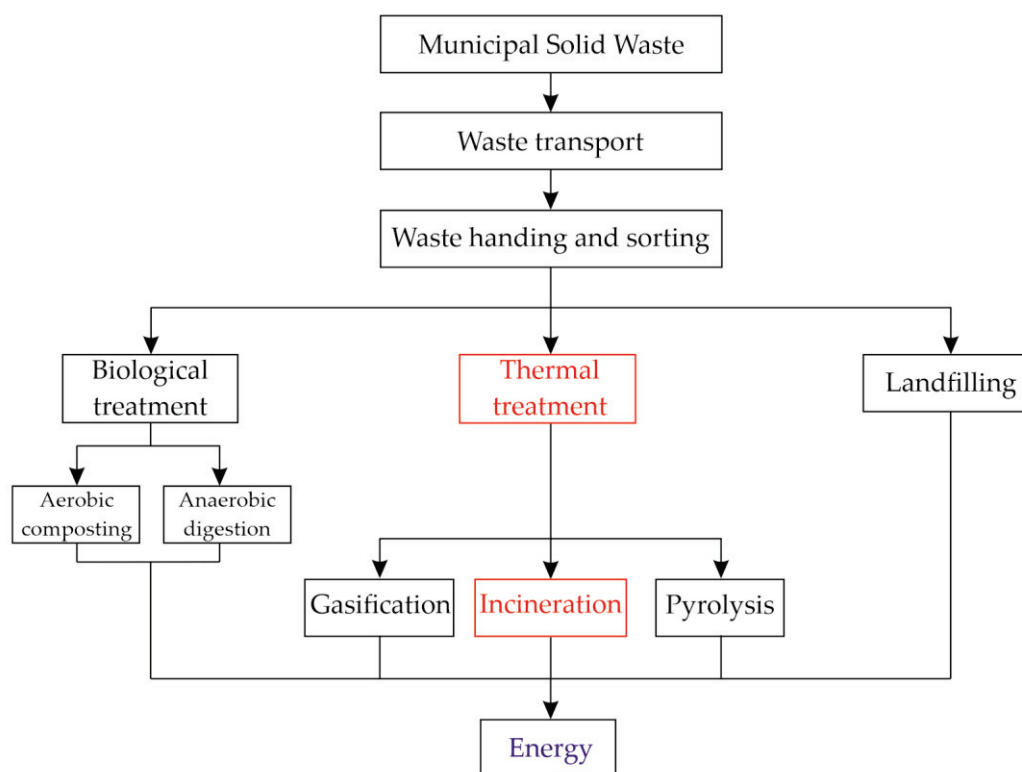 Municipal Solid Waste
Waste transport
Waste handing and sorting
Biological
treatment
Thermal
treatment
Landfilling
Aerobic
composting
Anaerobic
digestion
Gasification
Incineration
Pyrolysis
Energy